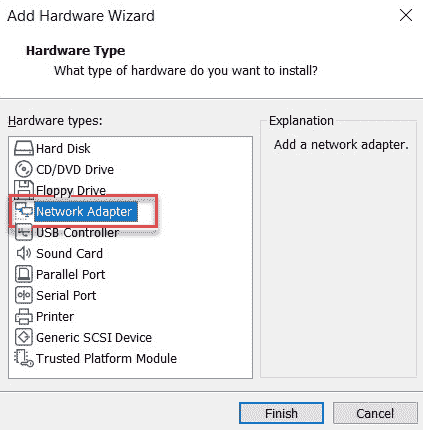 Add Hardware Wizard
Hardware Type
What type of hardware do you want to install?
Hardware types:
Hard Disk
CD/DVD Drive
Floppy Drive
Network Adapter
USB Controller
Sound Card
Parallel Port
Serial Port
Printer
Generic SCSI Device
Trusted Platform Module
Explanation
Add a network adapter.
Finish
Cancel